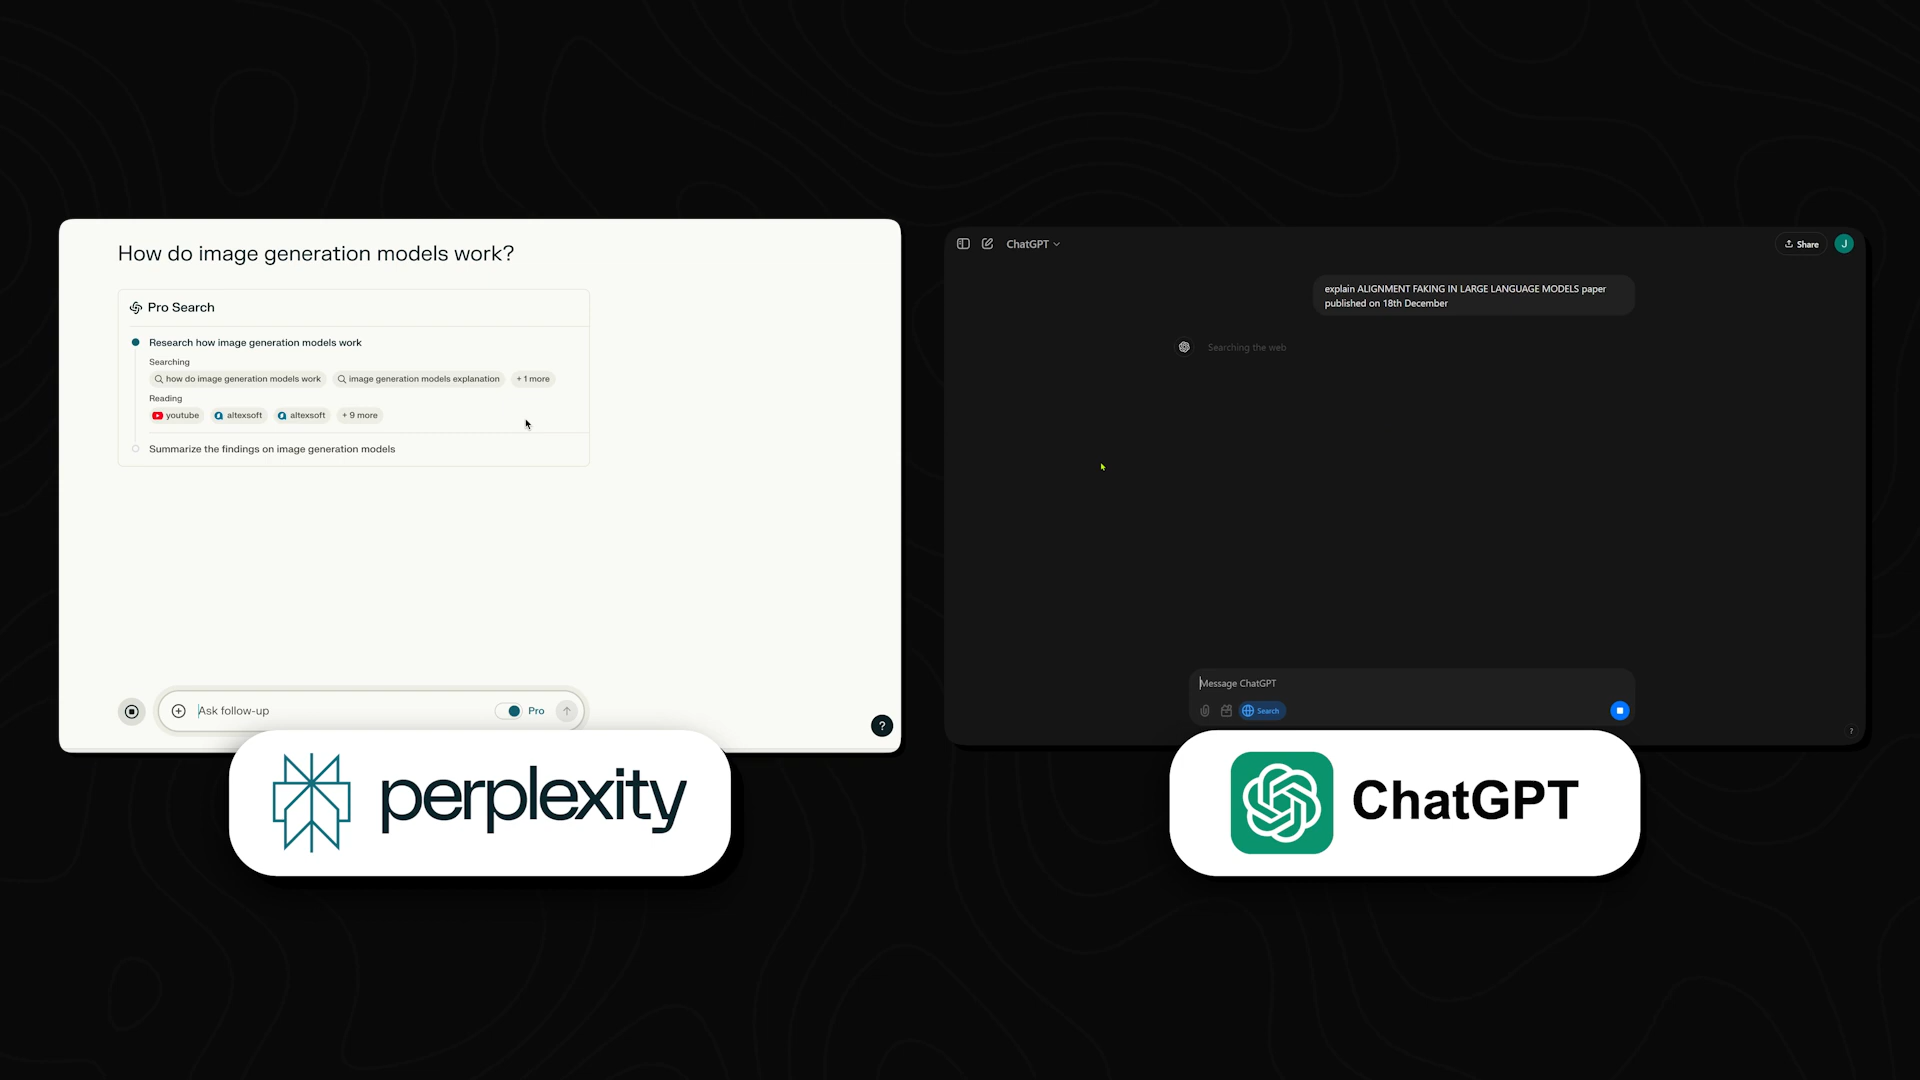 How do image generation models work?
Pro Search
Research how image generation models work
Searching
how do image generation models work image generation models explanation + 1 more
Reading
youtube altexsoft altexsoft + 9 more
Summarize the findings on image generation models
Ask follow-up Pro
?
perplexity
ChatGPT Share J
explain ALIGNMENT FAKING IN LARGE LANGUAGE MODELS paper
published on 18th December
Searching the web
Message ChatGPT
Search
?
ChatGPT